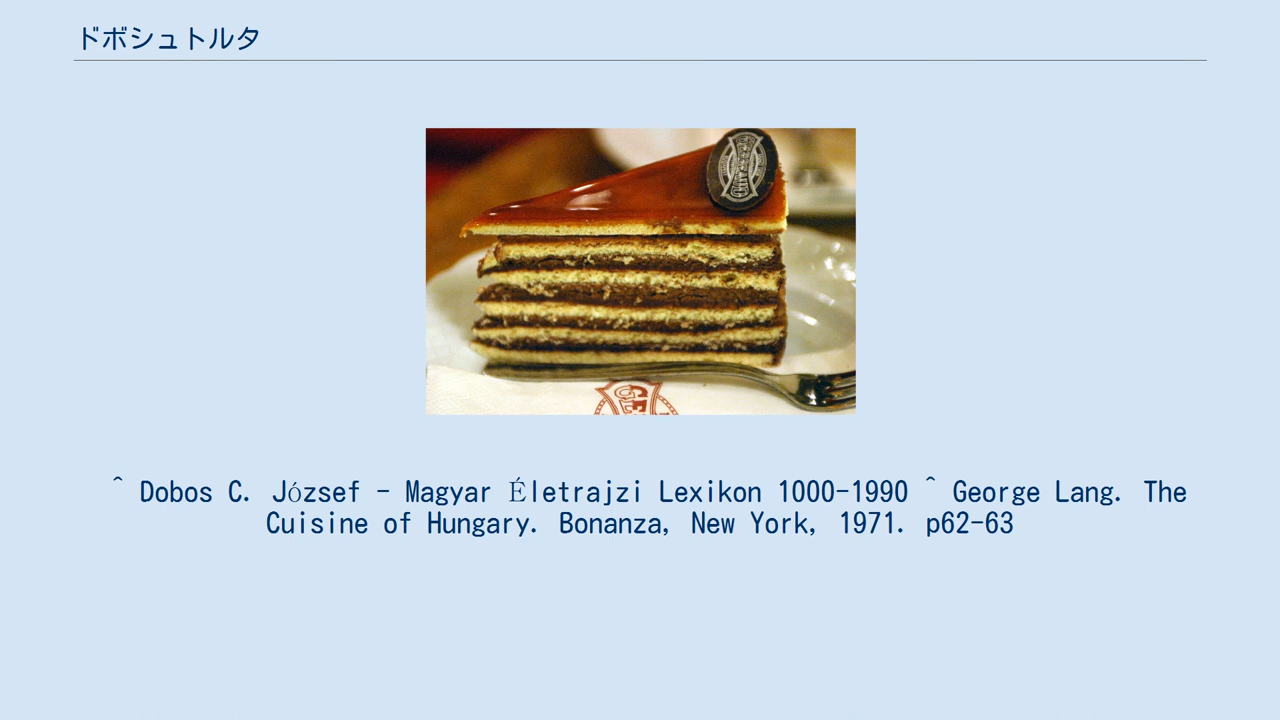 ドボシュトルタ
^ Dobos C. József - Magyar Életrajzi Lexikon 1000-1990 ^ George Lang. The
Cuisine of Hungary. Bonanza, New York, 1971. p62-63